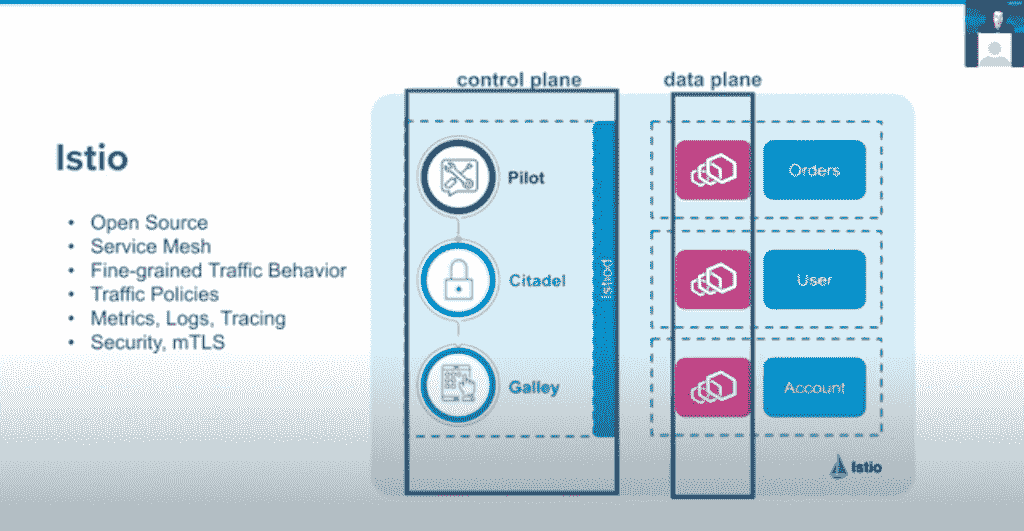 control plane
data plane
Istio
• Open Source
• Service Mesh
• Fine-grained Traffic Behavior
• Traffic Policies
• Metrics, Logs, Tracing
• Security, mTLS
Pilot
Citadel
Galley
Istiod
Orders
User
Account
Istio